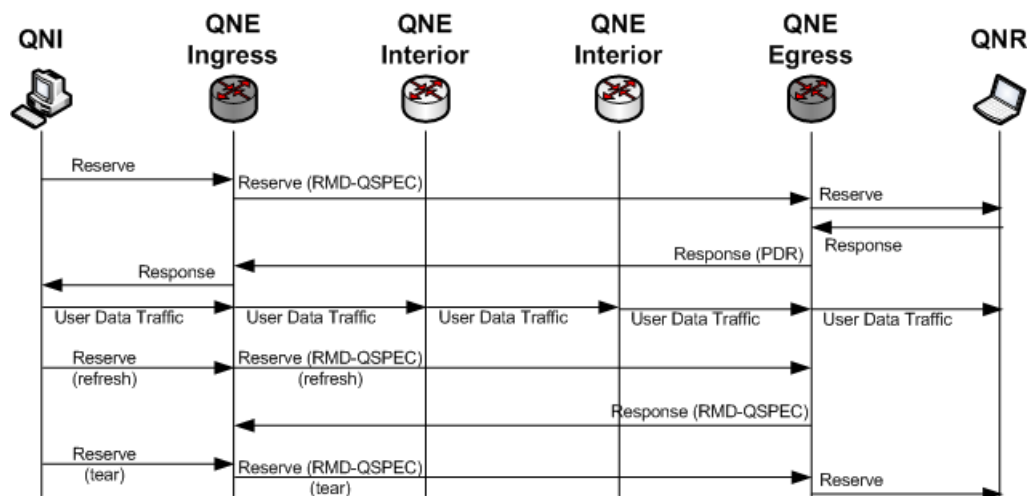 QNI
QNE
Ingress
QNE
Interior
QNE
Interior
QNE
Egress
QNR
Reserve
Reserve (RMD-QSPEC)
Reserve
Response
Response (PDR)
Response
User Data Traffic
User Data Traffic
User Data Traffic
User Data Traffic
User Data Traffic
Reserve
(refresh)
Reserve (RMD-QSPEC)
(refresh)
Response (RMD-QSPEC)
Reserve
(tear)
Reserve (RMD-QSPEC)
(tear)
Reserve